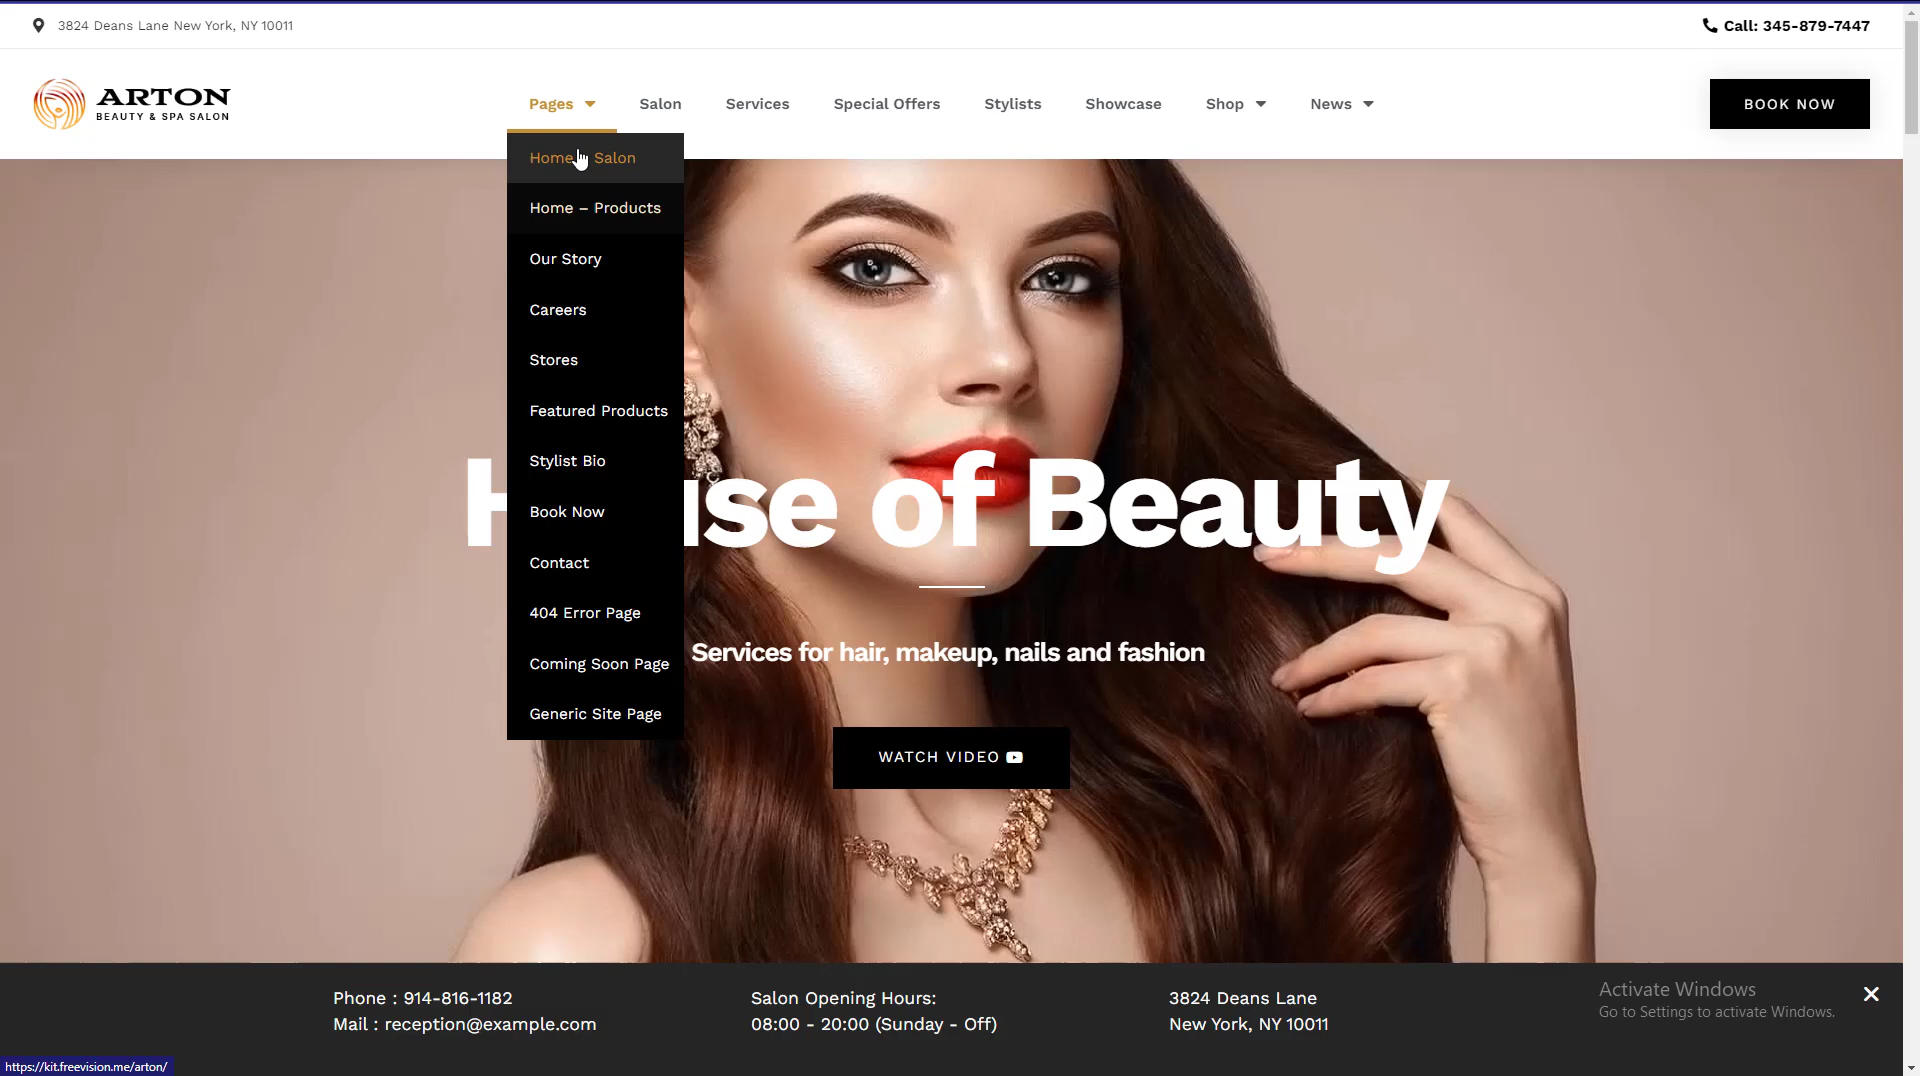 3824 Deans Lane New York, NY 10011
Call: 345-879-7447
ARTON
BEAUTY & SPA SALON
Pages
Salon
Services
Special Offers
Stylists
Showcase
Shop
News
BOOK NOW
Home Salon
Home – Products
Our Story
Careers
Stores
Featured Products
Stylist Bio
Book Now
Contact
404 Error Page
Coming Soon Page
Generic Site Page
use of Beauty
Services for hair, makeup, nails and fashion
WATCH VIDEO
Phone : 914-816-1182
Mail : reception@example.com
Salon Opening Hours:
08:00 - 20:00 (Sunday - Off)
3824 Deans Lane
New York, NY 10011
Activate Windows
Go to Settings to activate Windows.
https://kit.freevision.me/arton/